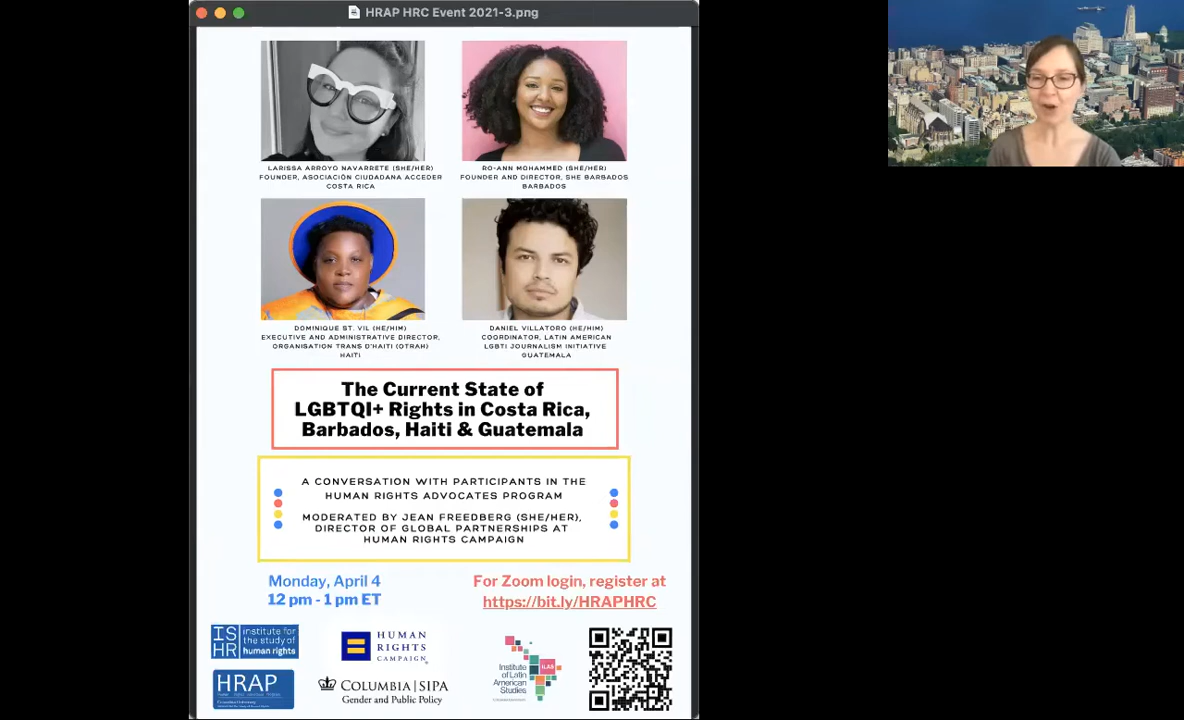 HRAP HRC Event 2021-3.png
LARISSA ARROYO NAVARRETE (SHE/HER)
FOUNDER, ASOCIACIÓN CIUDADANA ACCEDER
COSTA RICA
RO-ANN MOHAMMED (SHE/HER)
FOUNDER AND DIRECTOR, SHE BARBADOS
BARBADOS
DOMINIQUE ST. VIL (HE/HIM)
EXECUTIVE AND ADMINISTRATIVE DIRECTOR,
ORGANISATION TRANS D'HAITI (OTRAH)
HAITI
DANIEL VILLATORO (HE/HIM)
COORDINATOR, LATIN AMERICAN
LGBTI JOURNALISM INITIATIVE
GUATEMALA
The Current State of
LGBTQI+ Rights in Costa Rica,
Barbados, Haiti & Guatemala
A CONVERSATION WITH PARTICIPANTS IN THE
HUMAN RIGHTS ADVOCATES PROGRAM
MODERATED BY JEAN FREEDBERG (SHE/HER),
DIRECTOR OF GLOBAL PARTNERSHIPS AT
HUMAN RIGHTS CAMPAIGN
Monday, April 4
12 pm - 1 pm ET
For Zoom login, register at
https://bit.ly/HRAPHRC
IS
HR
institute for
the study of
human rights
HUMAN
RIGHTS
CAMPAIGN
Institute
of Latin
American
Studies
ILAS
HRAP
COLUMBIA | SIPA
Gender and Public Policy